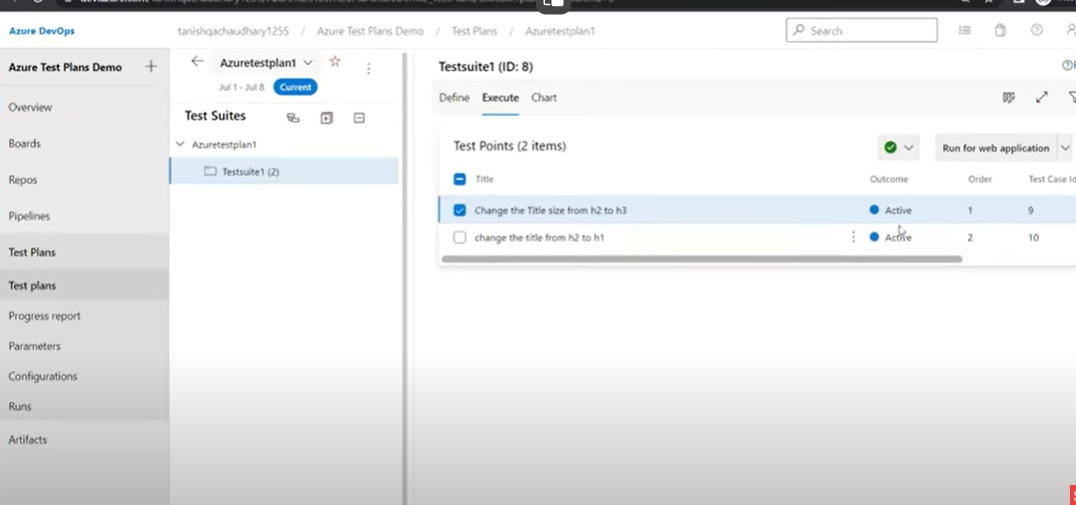 Azure DevOps
tanishqachaudhary1255 / Azure Test Plans Demo / Test Plans / Azuretestplan1
Search
Azure Test Plans Demo
Overview
Boards
Repos
Pipelines
Test Plans
Test plans
Progress report
Parameters
Configurations
Runs
Artifacts
Azuretestplan1
Jul 1 - Jul 8 Current
Test Suites
Azuretestplan1
Testsuite1 (2)
Testsuite1 (ID: 8)
Define Execute Chart
Test Points (2 items)
Run for web application
Title Outcome Order Test Case Id
Change the Title size from h2 to h3 Active 1 9
change the title from h2 to h1 Active 2 10